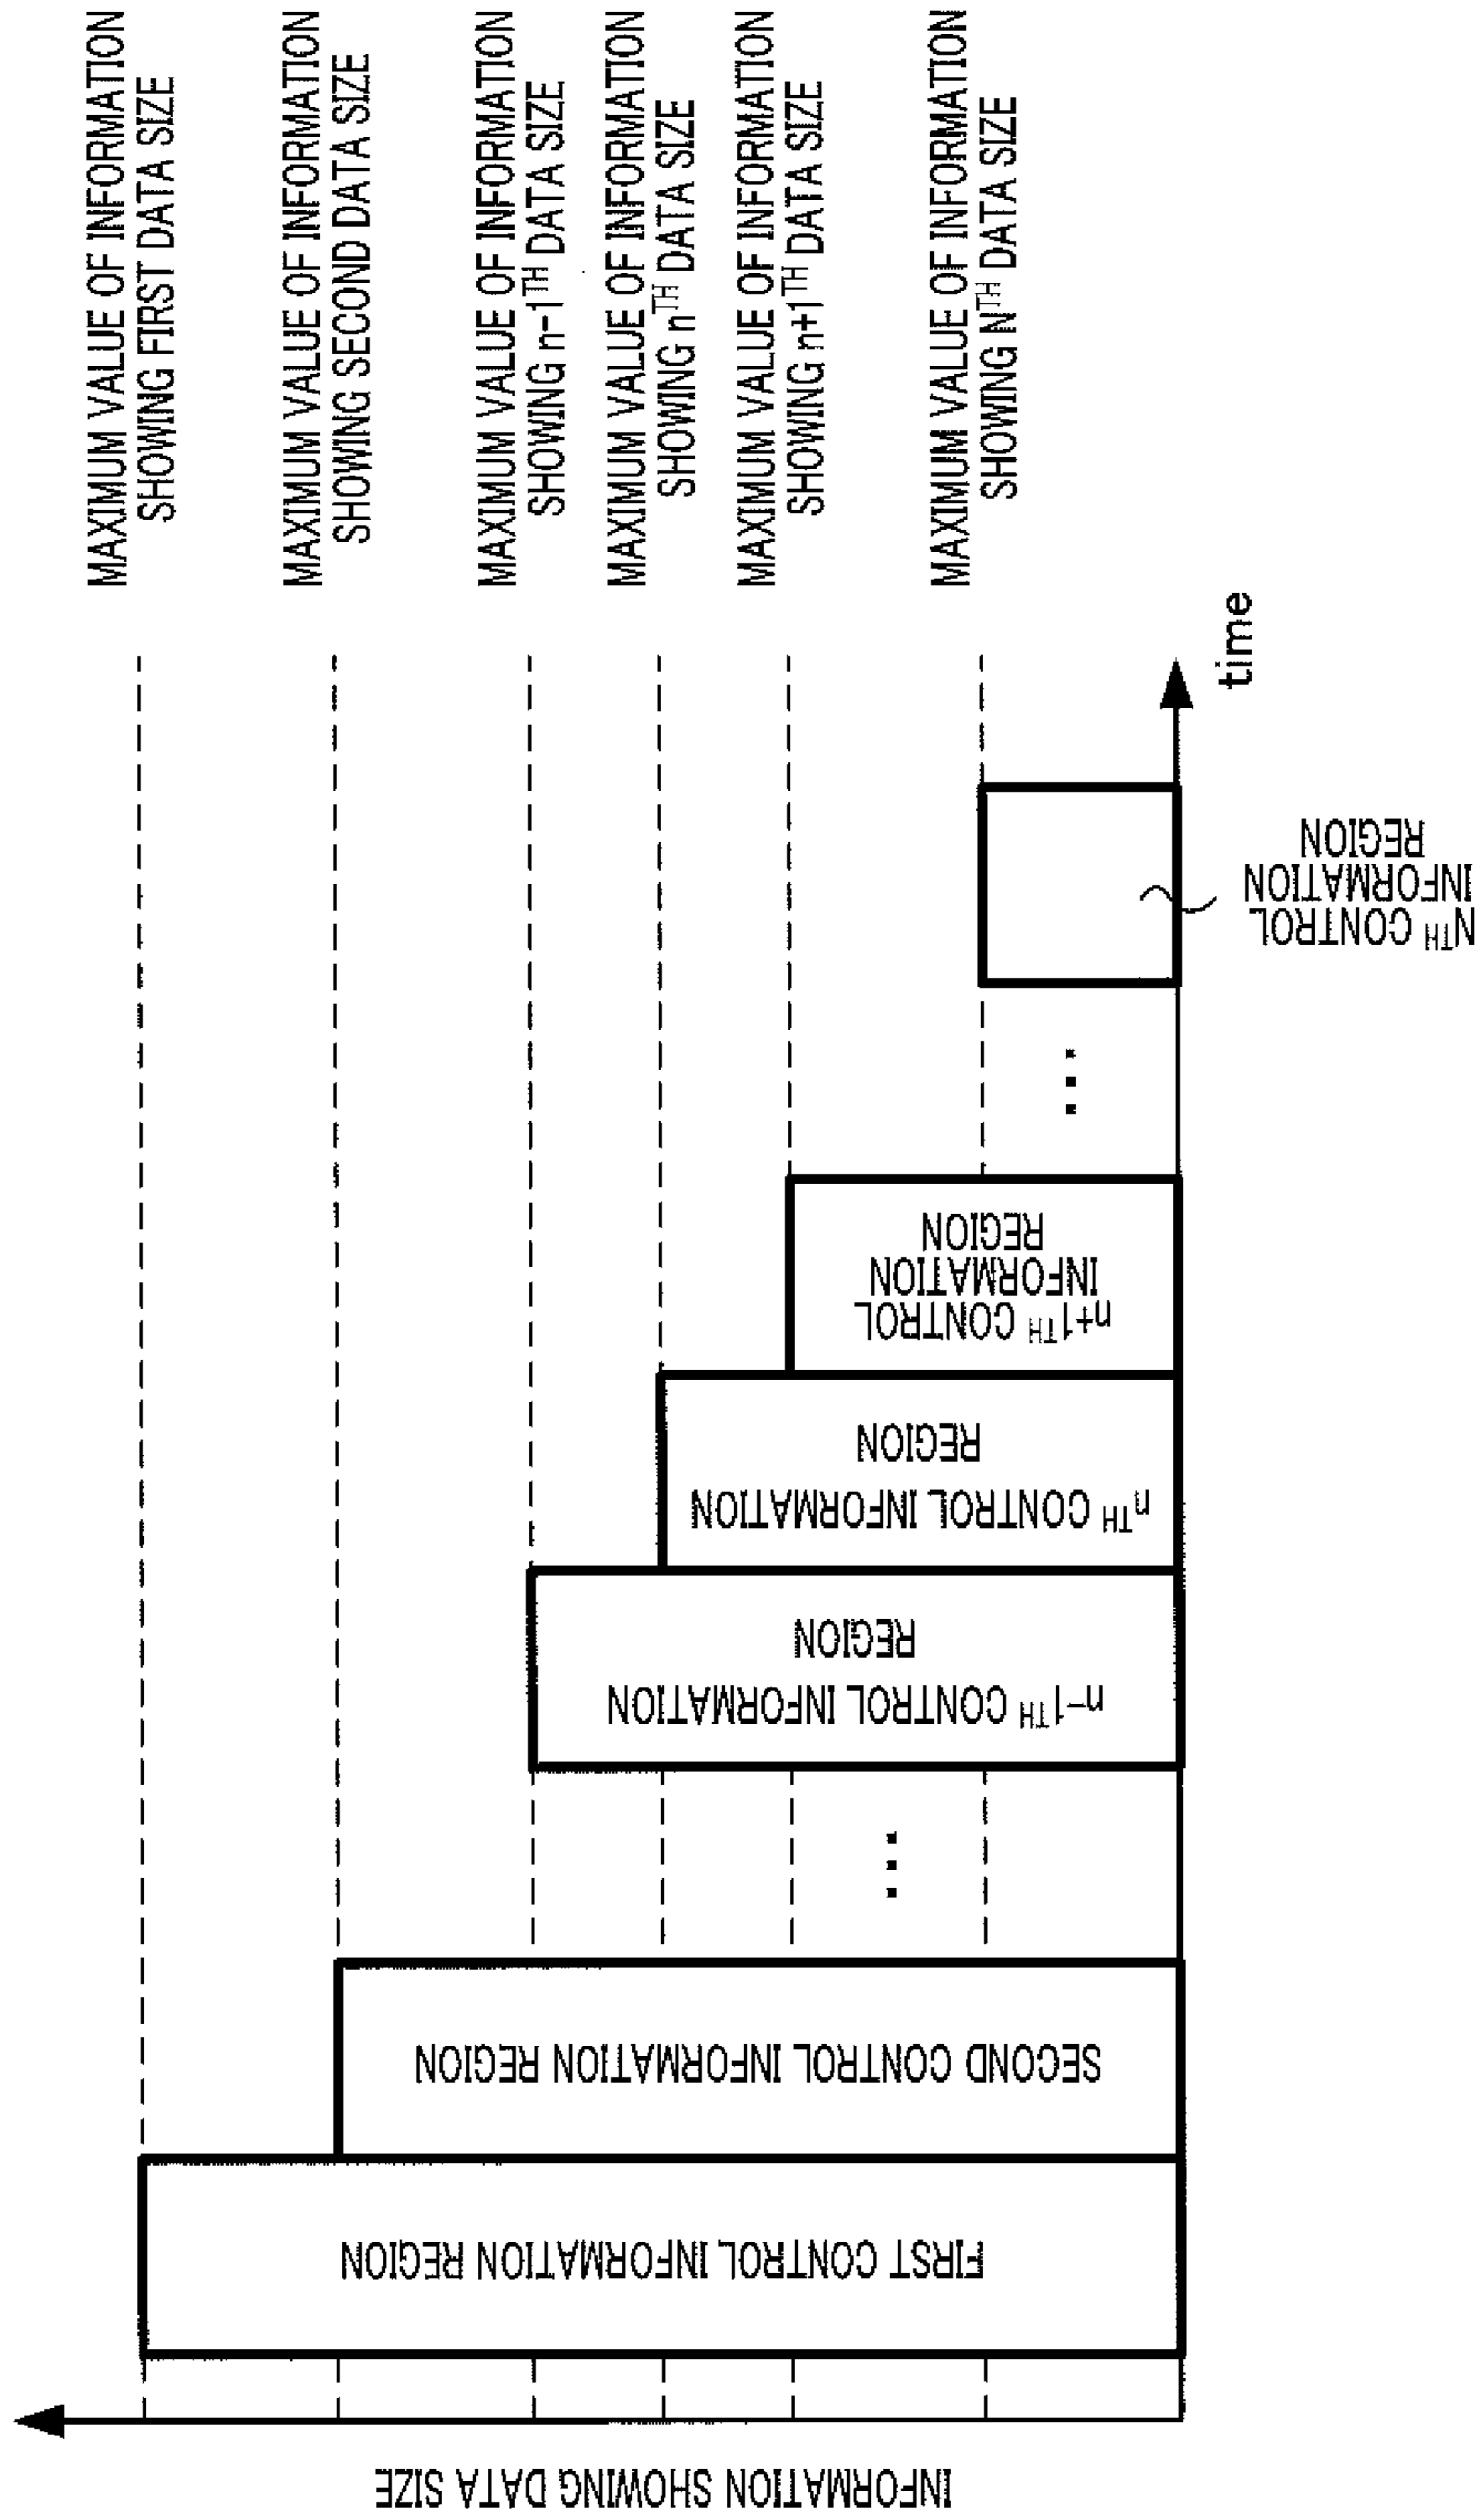 MAXIMUM VALUE OF INFORMATION
SHOWING FIRST DATA SIZE
MAXIMUM VALUE OF INFORMATION
SHOWING SECOND DATA SIZE
MAXIMUM VALUE OF INFORMATION
SHOWING n-1TH DATA SIZE
MAXIMUM VALUE OF INFORMATION
SHOWING nTH DATA SIZE
MAXIMUM VALUE OF INFORMATION
SHOWING n+1TH DATA SIZE
MAXIMUM VALUE OF INFORMATION
SHOWING NTH DATA SIZE
time
INFORMATION SHOWING DATA SIZE
FIRST CONTROL INFORMATION REGION
SECOND CONTROL INFORMATION REGION
...
n-1TH CONTROL INFORMATION
REGION
nTH CONTROL INFORMATION
REGION
n+1TH CONTROL
INFORMATION
REGION
...
NTH CONTROL
INFORMATION
REGION